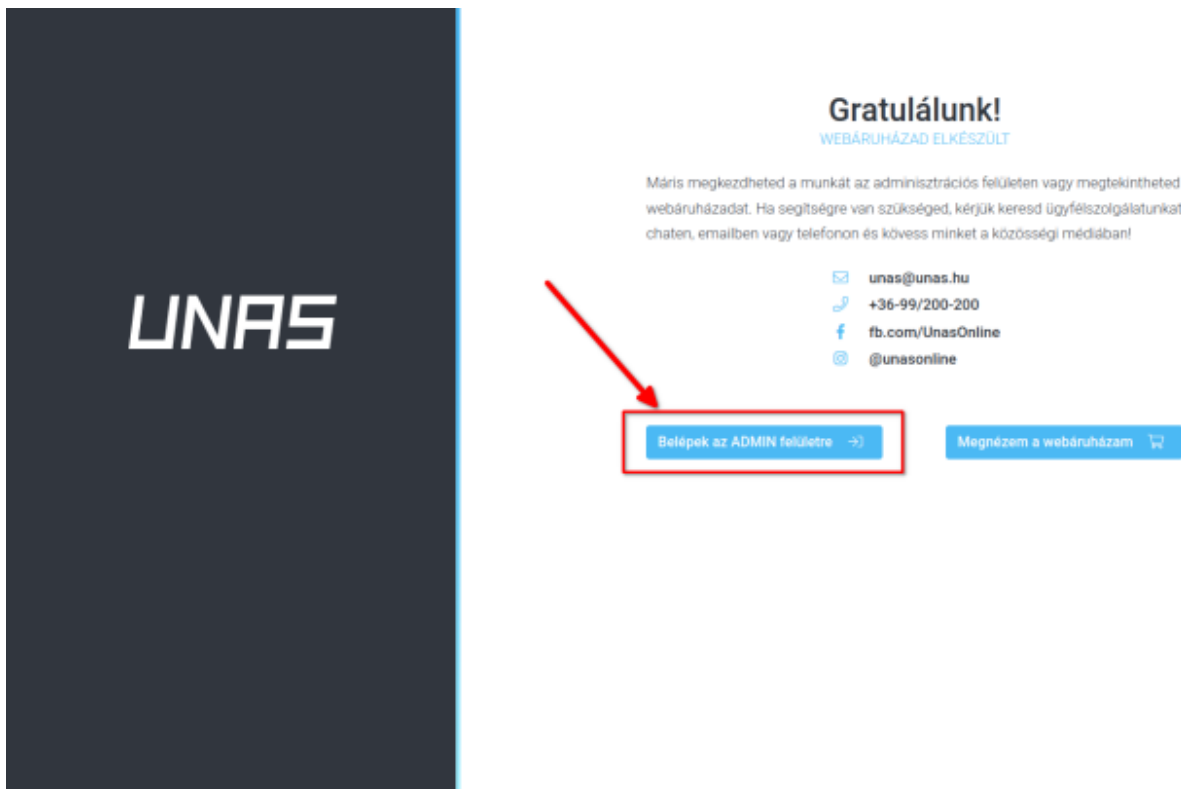 UNAS
Gratulálunk!
WEBÁRUHÁZAD ELKÉSZÜLT
Máris megkezdheted a munkát az adminisztrációs felületen vagy megtekintheted
webáruházadat. Ha segítségre van szükséged, kérjük keresd ügyfélszolgálatunkat
chaten, emailben vagy telefonon és kövess minket a közösségi médiában!
unas@unas.hu
+36-99/200-200
fb.com/UnasOnline
@unasonline
Belépek az ADMIN felületre
Megnézem a webáruházam